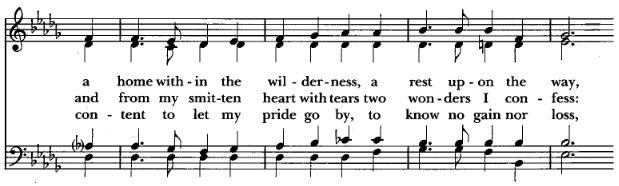 a home with - in the wil - der - ness, a rest up - on the way,
and from my smit - ten heart with tears two won - ders I con - fess:
con - tent to let my pride go by, to know no gain nor loss,